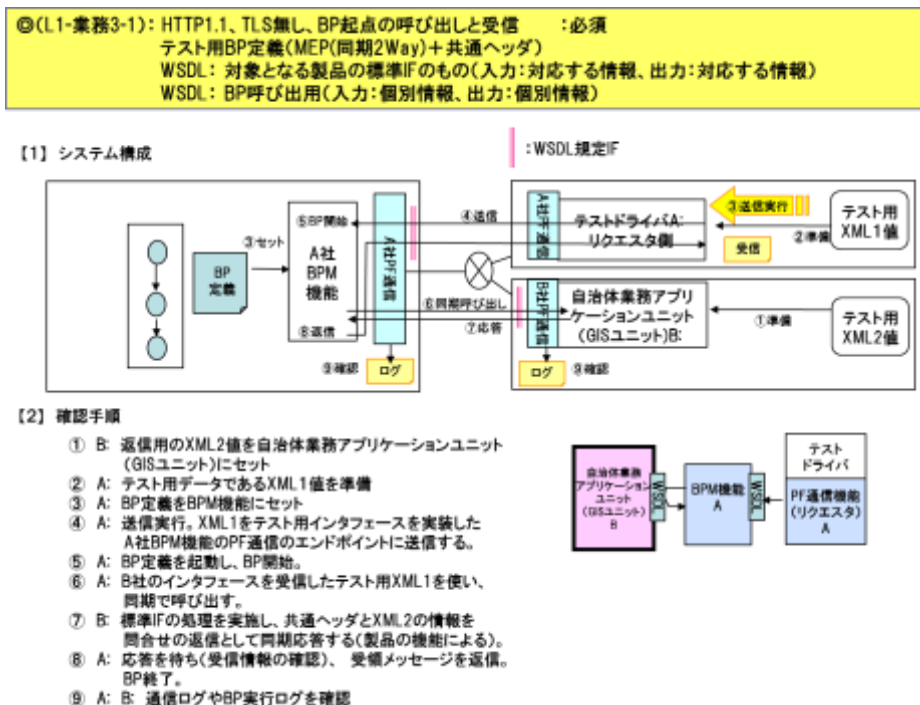 ◎(L1-業務3-1): HTTP1.1、TLS無し、BP起点の呼び出しと受信 :必須
テスト用BP定義(MEP(同期2Way)+共通ヘッダ)
WSDL: 対象となる製品の標準IFのもの(入力:対応する情報、出力:対応する情報)
WSDL: BP呼び出用(入力:個別情報、出力:個別情報)
【1】 システム構成
:WSDL規定IF
BP
定義
③セット
⑤BP開始
A社
BPM
機能
⑧返信
A社PF通信
⑨確認
ログ
④送信
⑥同期呼び出し
⑦応答
A社PF通信
テストドライバA:
リクエスタ側
③送信実行
受信
②準備
テスト用
XML1値
B社PF通信
自治体業務アプリ
ケーションユニット
(GISユニット)B:
①準備
テスト用
XML2値
ログ
⑨確認
【2】 確認手順
① B: 返信用のXML2値を自治体業務アプリケーションユニット
(GISユニット)にセット
② A: テスト用データであるXML1値を準備
③ A: BP定義をBPM機能にセット
④ A: 送信実行。XML1をテスト用インタフェースを実装した
A社BPM機能のPF通信のエンドポイントに送信する。
⑤ A: BP定義を起動し、BP開始。
⑥ A: B社のインタフェースを受信したテスト用XML1を使い、
同期で呼び出す。
⑦ B: 標準IFの処理を実施し、共通ヘッダとXML2の情報を
問合せの返信として同期応答する(製品の機能による)。
⑧ A: 応答を待ち(受信情報の確認)、 受領メッセージを返信。
BP終了。
⑨ A: B: 通信ログやBP実行ログを確認
自治体業務
アプリケーション
ユニット
(GISユニット)
B
WSDL
BPM機能
A
WSDL
テスト
ドライバ
PF通信機能
(リクエスタ)
A